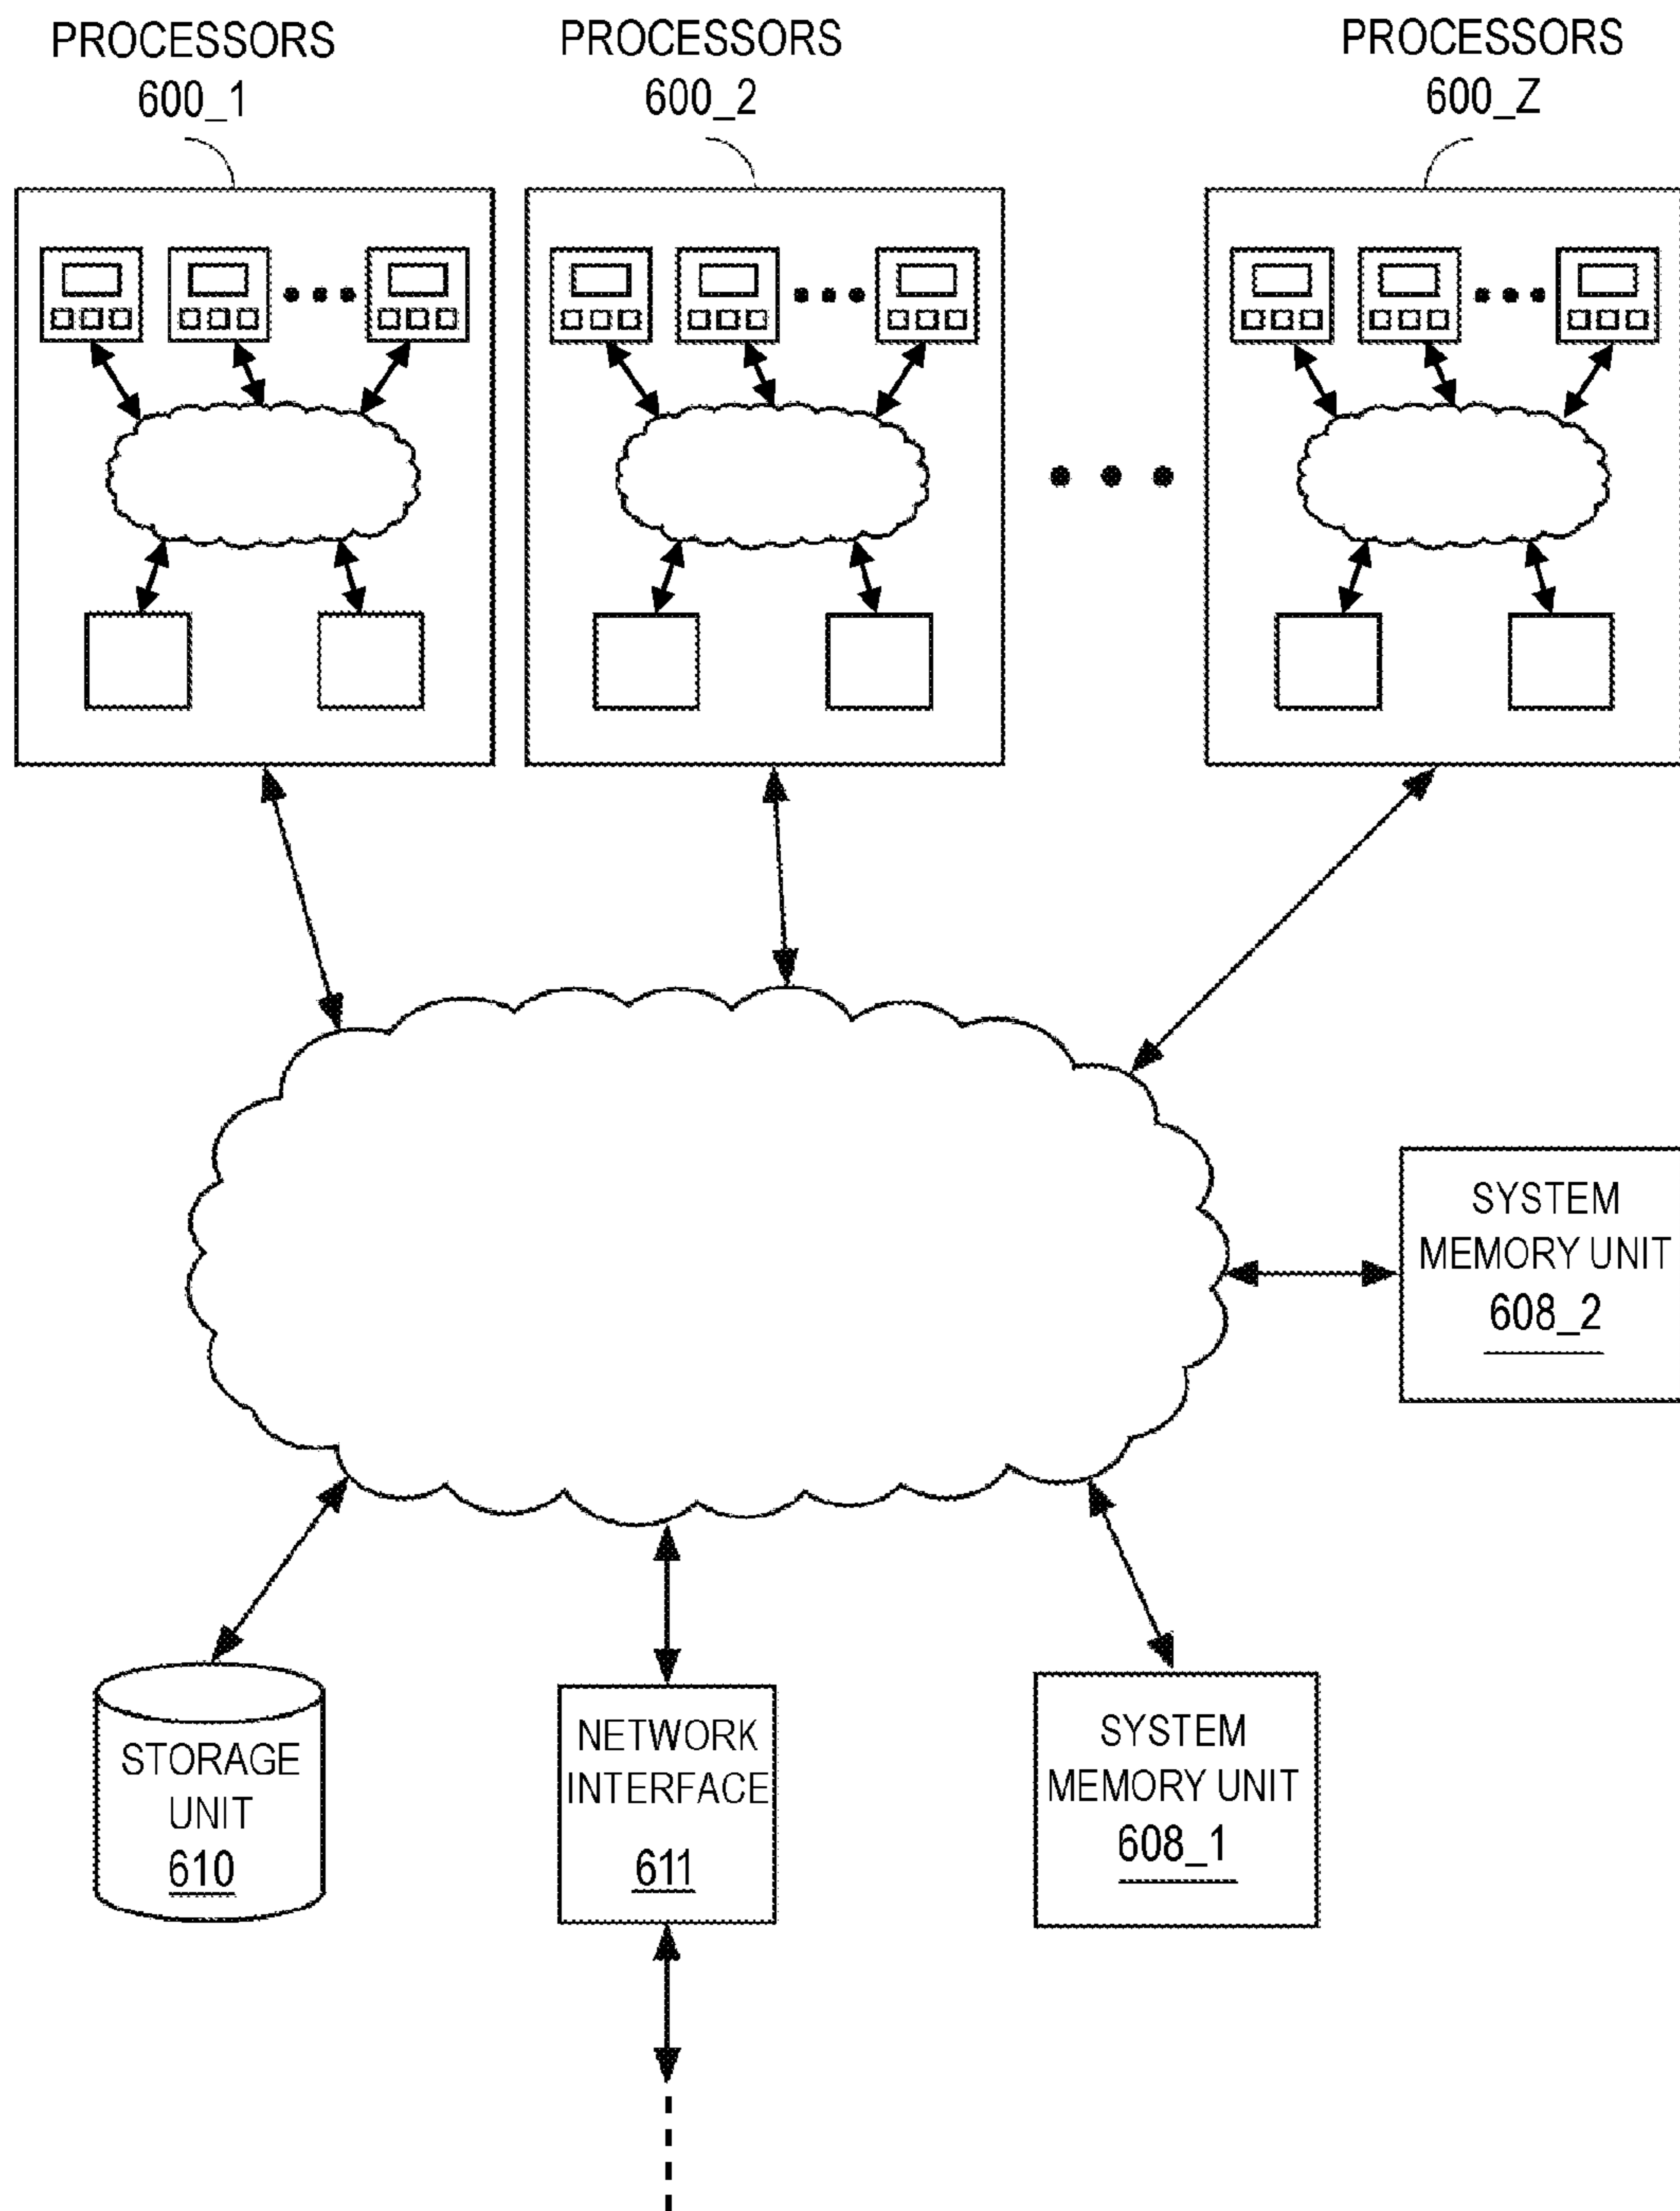 PROCESSORS
600_1
PROCESSORS
600_2
PROCESSORS
600_Z
SYSTEM
MEMORY UNIT
608_2
STORAGE
UNIT
610
NETWORK
INTERFACE
611
SYSTEM
MEMORY UNIT
608_1